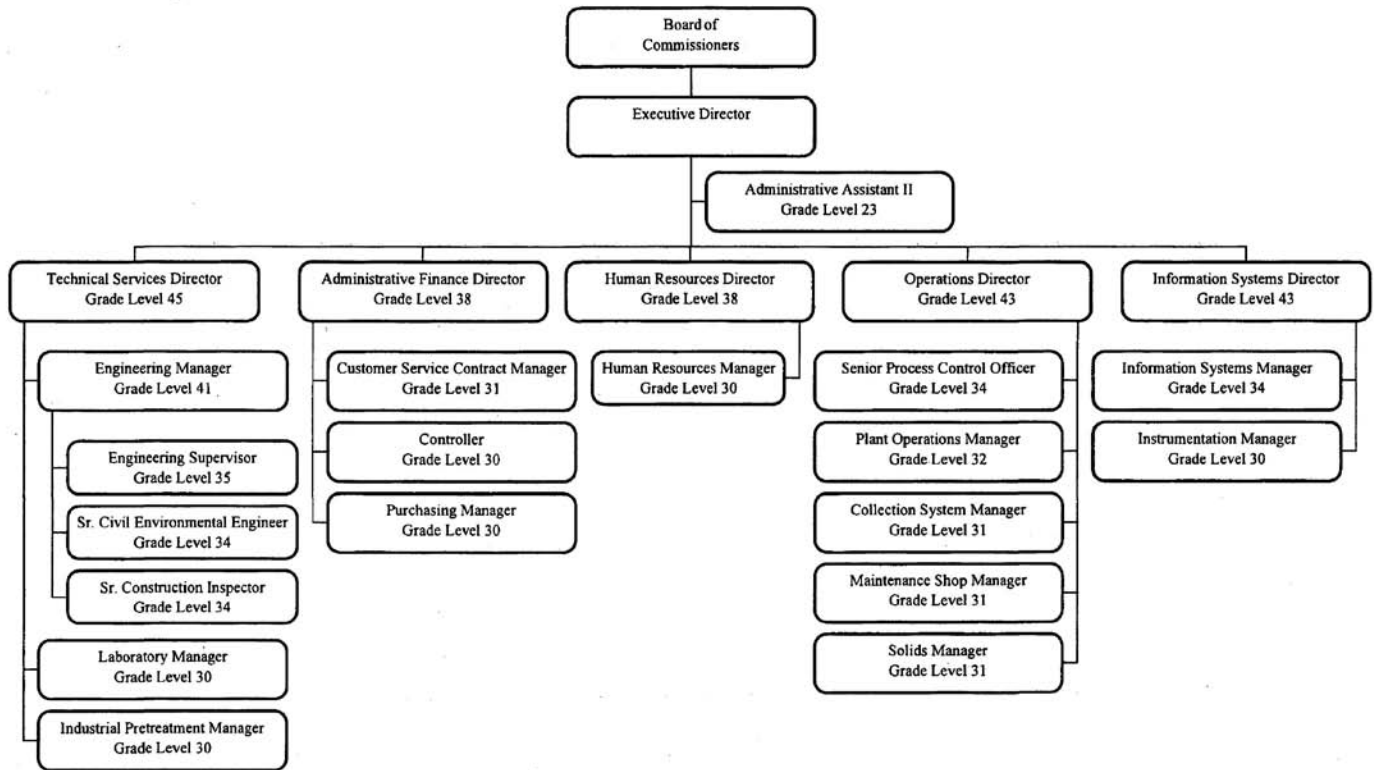 Board of
Commissioners
Executive Director
Administrative Assistant II
Grade Level 23
Technical Services Director
Grade Level 45
Administrative Finance Director
Grade Level 38
Human Resources Director
Grade Level 38
Operations Director
Grade Level 43
Information Systems Director
Grade Level 43
Engineering Manager
Grade Level 41
Engineering Supervisor
Grade Level 35
Sr. Civil Environmental Engineer
Grade Level 34
Sr. Construction Inspector
Grade Level 34
Laboratory Manager
Grade Level 30
Industrial Pretreatment Manager
Grade Level 30
Customer Service Contract Manager
Grade Level 31
Controller
Grade Level 30
Purchasing Manager
Grade Level 30
Human Resources Manager
Grade Level 30
Senior Process Control Officer
Grade Level 34
Plant Operations Manager
Grade Level 32
Collection System Manager
Grade Level 31
Maintenance Shop Manager
Grade Level 31
Solids Manager
Grade Level 31
Information Systems Manager
Grade Level 34
Instrumentation Manager
Grade Level 30